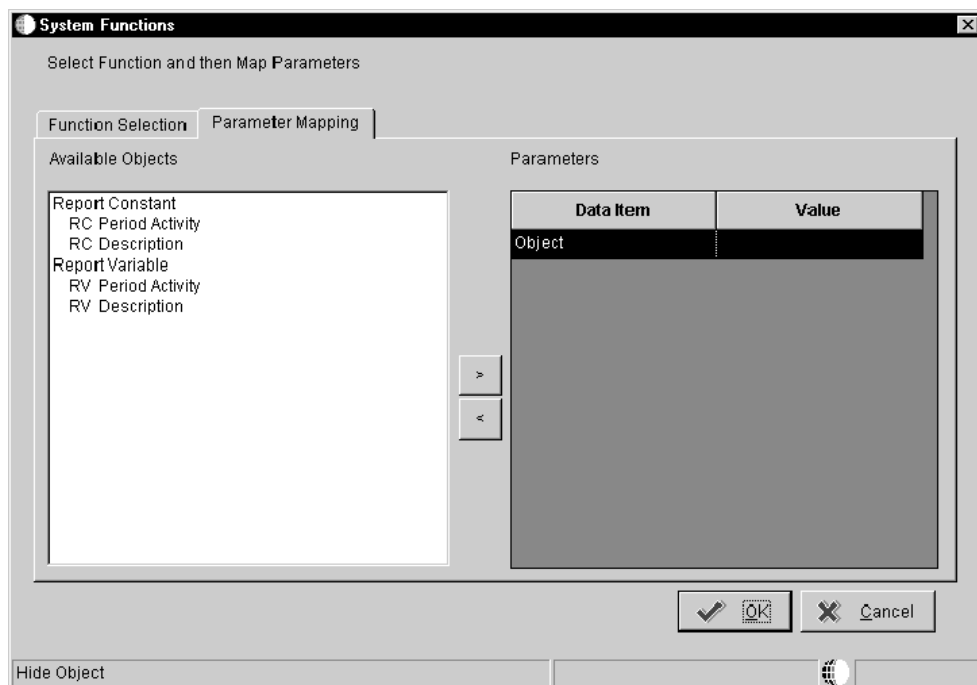 System Functions
Select Function and then Map Parameters
Function Selection
Parameter Mapping
Available Objects
Report Constant
RC Period Activity
RC Description
Report Variable
RV Period Activity
RV Description
>
<
Parameters
Data Item Value
Object
OK
Cancel
Hide Object